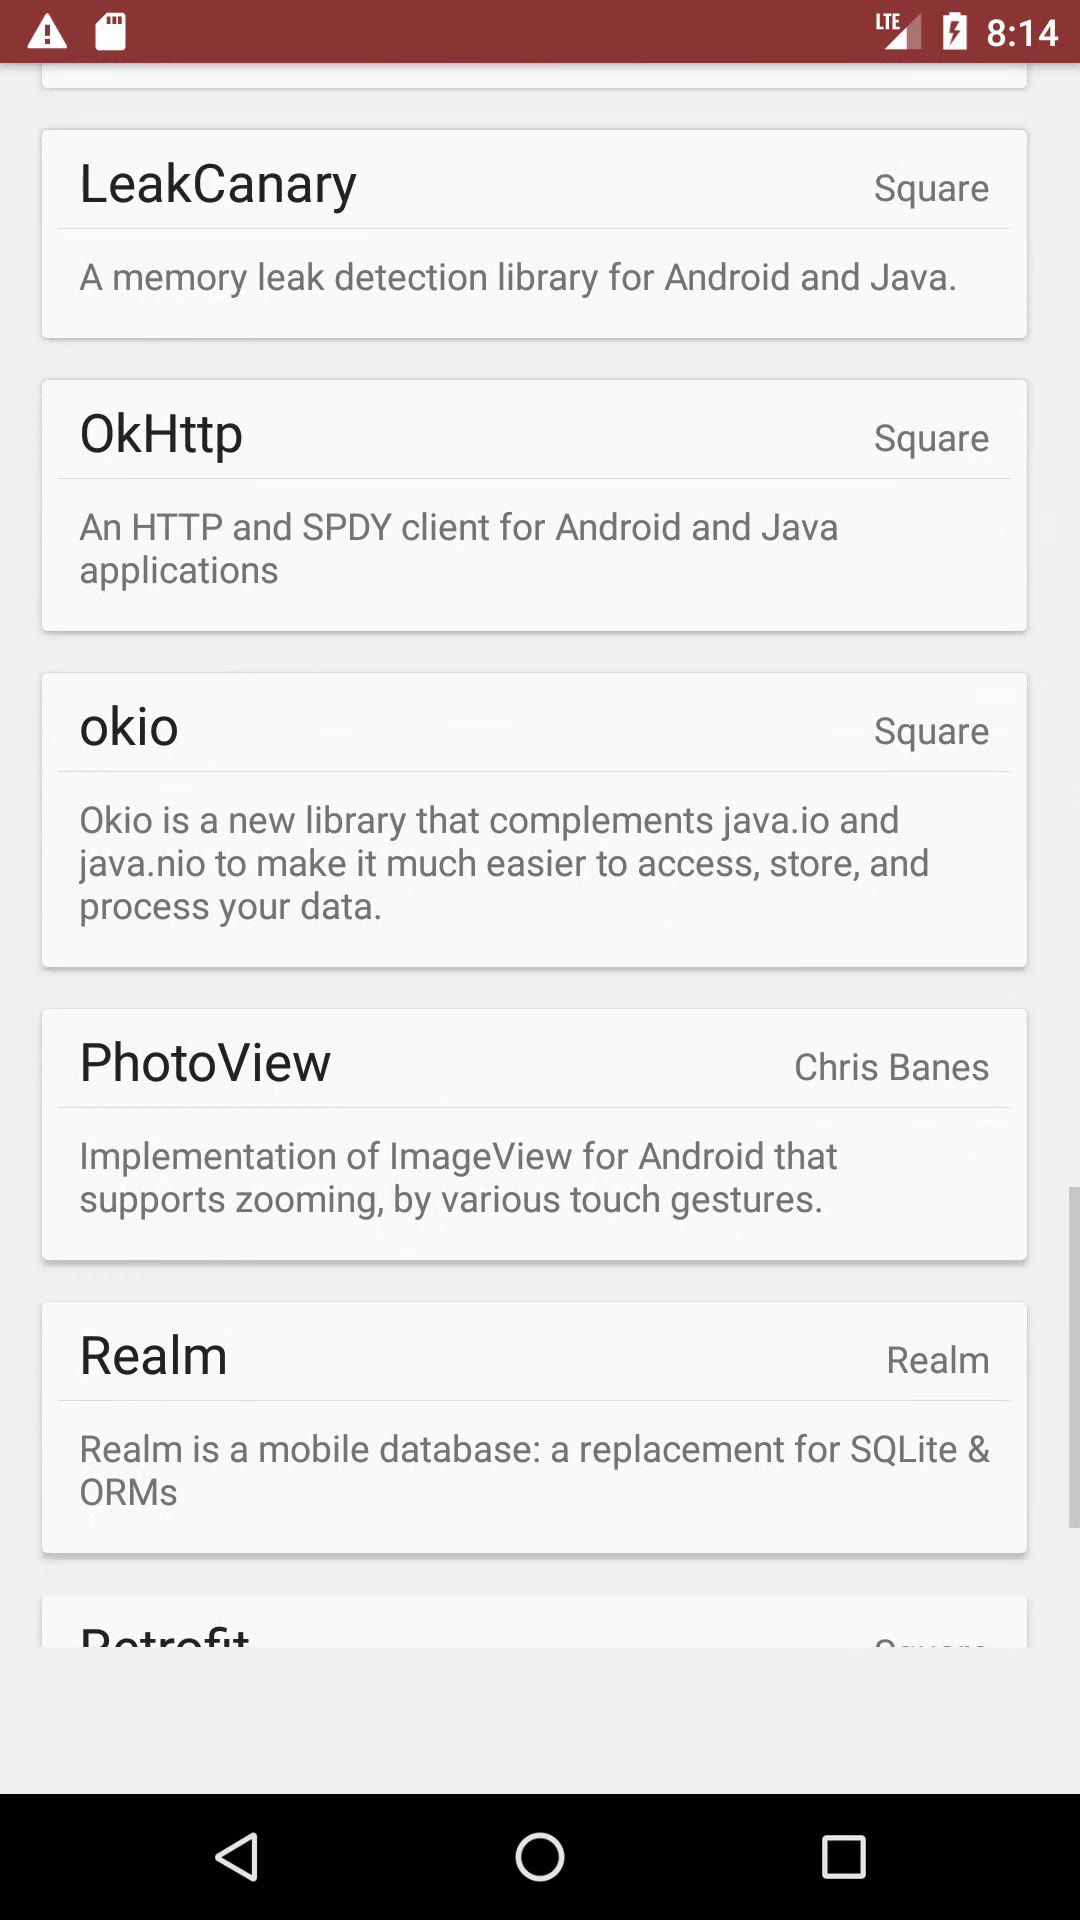 LTE 8:14
LeakCanary Square
A memory leak detection library for Android and Java.
OkHttp Square
An HTTP and SPDY client for Android and Java
applications
okio Square
Okio is a new library that complements java.io and
java.nio to make it much easier to access, store, and
process your data.
PhotoView Chris Banes
Implementation of ImageView for Android that
supports zooming, by various touch gestures.
Realm Realm
Realm is a mobile database: a replacement for SQLite &
ORMs
Retrofit Square